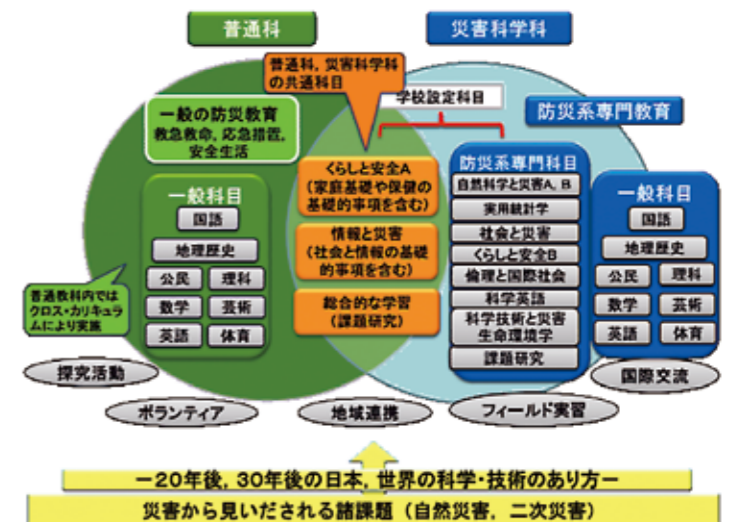 普通科
災害科学科
普通科，災害科学科
の共通科目
学校設定科目
防災系専門教育
一般の防災教育
救急救命，応急措置，
安全生活
一般科目
国語
地理歴史
公民
理科
数学
芸術
英語
体育
普通教科内では
クロス・カリキュラ
ムにより実施
くらしと安全A
（家庭基礎や保健の
基礎的事項を含む）
情報と災害
（社会と情報の基礎
的事項を含む）
総合的な学習
（課題研究）
防災系専門科目
自然科学と災害A，B
実用統計学
社会と災害
くらしと安全B
倫理と国際社会
科学英語
科学技術と災害
生命環境学
課題研究
一般科目
国語
地理歴史
公民
理科
数学
芸術
英語
体育
探究活動
ボランティア
地域連携
フィールド実習
国際交流
－20年後，30年後の日本，世界の科学・技術のあり方－
災害から見いだされる諸課題（自然災害，二次災害）